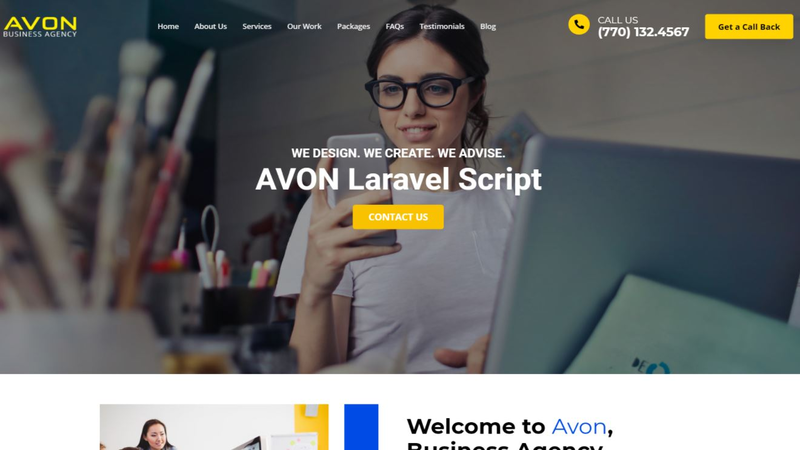 AVON
BUSINESS AGENCY
Home About Us Services Our Work Packages FAQs Testimonials Blog
CALL US
(770) 132.4567
Get a Call Back
WE DESIGN. WE CREATE. WE ADVISE.
AVON Laravel Script
CONTACT US
Welcome to Avon,
Business Agency